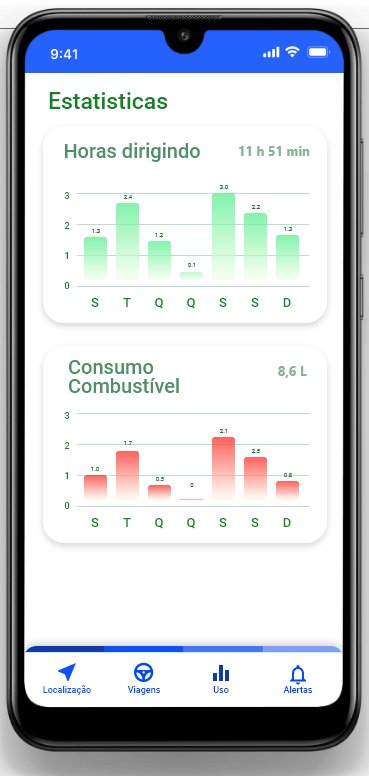 9:41
Estatisticas
Horas dirigindo
11 h 51 min
3
2
1
0
1.3
2.4
1.2
0.1
3.0
2.2
1.3
S T Q Q S S D
Consumo
Combustível
8,6 L
3
2
1
0
1.0
1.7
0.5
0
2.1
2.5
0.8
S T Q Q S S D
Localização
Viagens
Uso
Alertas